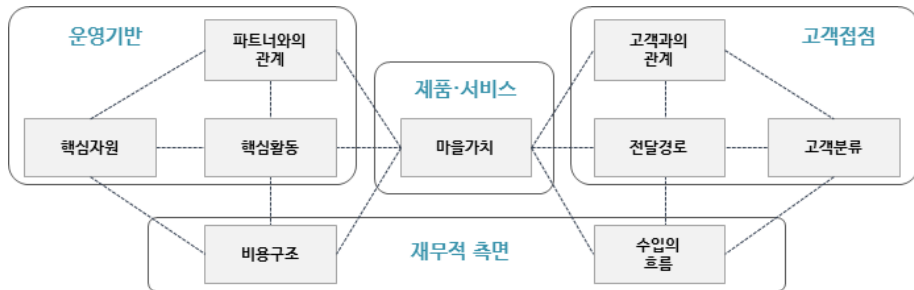 운영기반
파트너와의
관계
핵심자원
핵심활동
제품·서비스
마을가치
고객접점
고객과의
관계
전달경로
고객분류
재무적 측면
비용구조
수입의
흐름